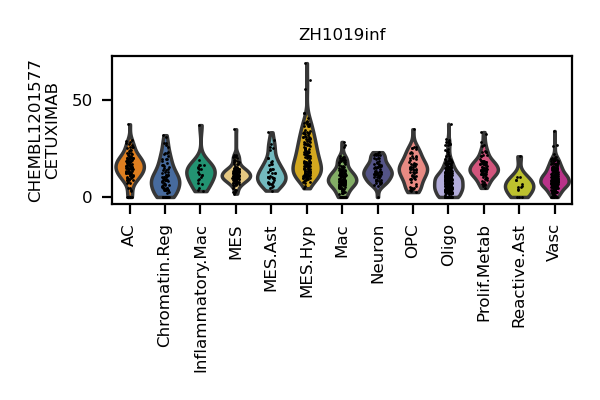 ZH1019inf
CHEMBL1201577
CETUXIMAB
50
0
AC
Chromatin.Reg
Inflammatory.Mac
MES
MES.Ast
MES.Hyp
Mac
Neuron
OPC
Oligo
Prolif.Metab
Reactive.Ast
Vasc